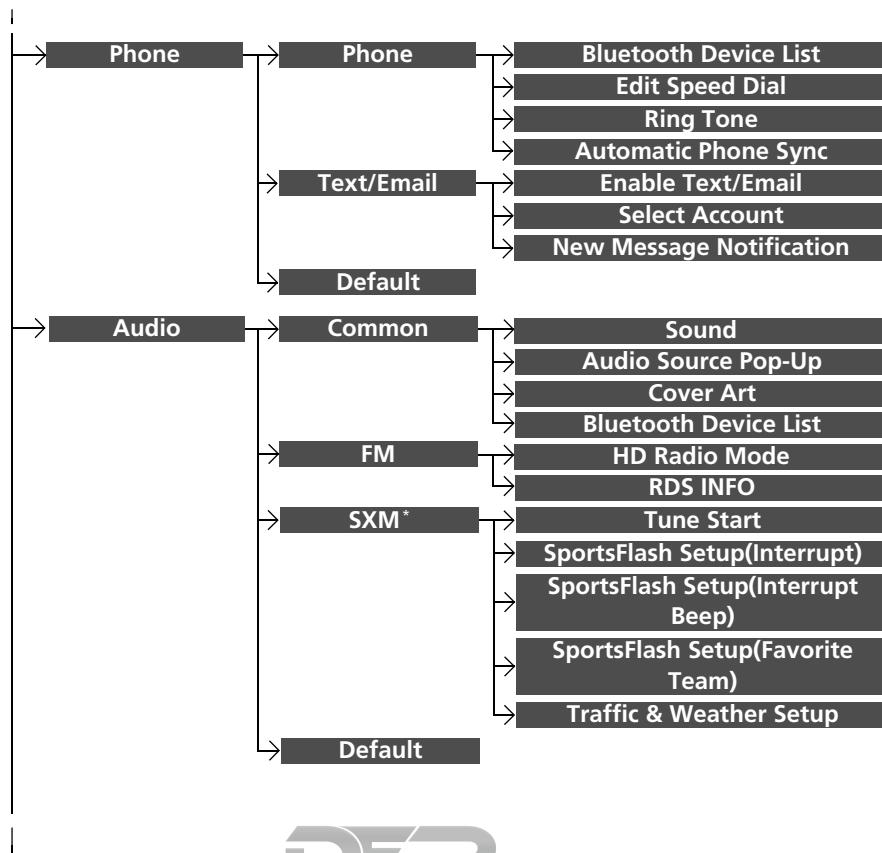 Phone
Phone
Bluetooth Device List
Edit Speed Dial
Ring Tone
Automatic Phone Sync
Text/Email
Enable Text/Email
Select Account
New Message Notification
Default
Audio
Common
Sound
Audio Source Pop-Up
Cover Art
Bluetooth Device List
FM
HD Radio Mode
RDS INFO
SXM*
Tune Start
SportsFlash Setup(Interrupt)
SportsFlash Setup(Interrupt
Beep)
SportsFlash Setup(Favorite
Team)
Traffic & Weather Setup
Default